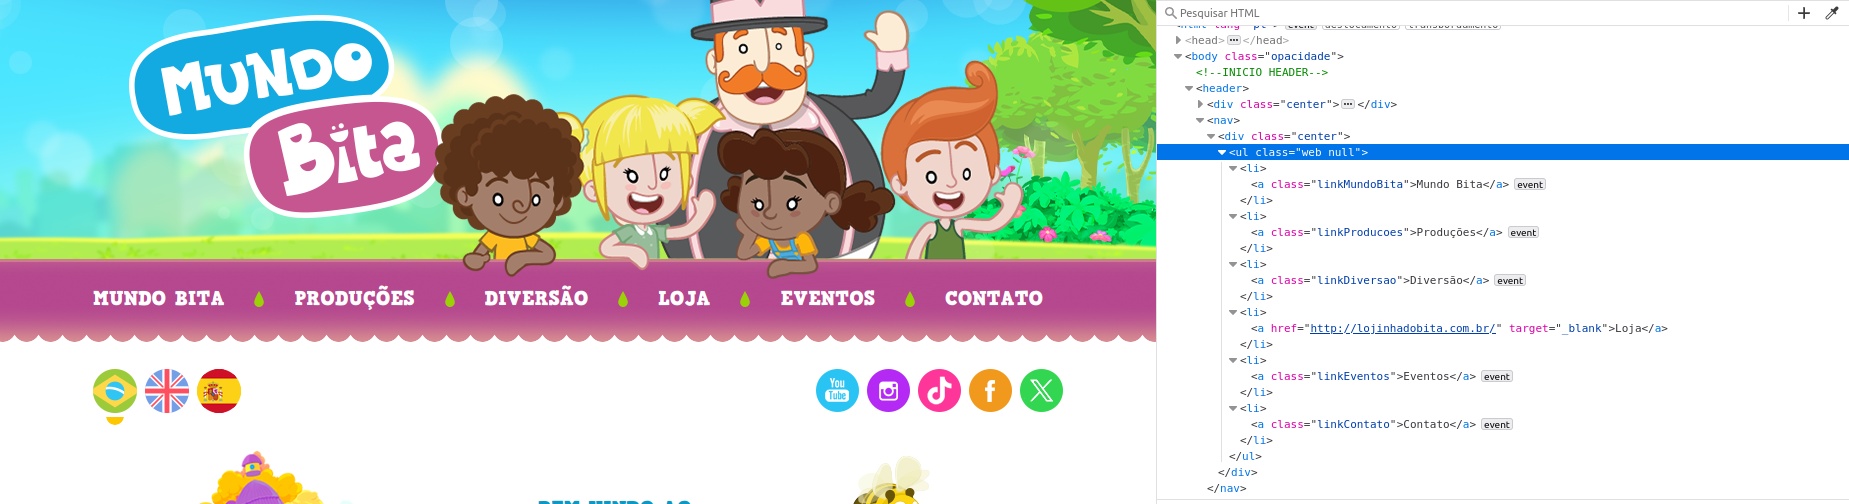 MUNDO
Bita
MUNDO BITA
PRODUÇÕES
DIVERSÃO
LOJA
EVENTOS
CONTATO
You
Tube
Pesquisar HTML
<head> ··· </head>
<body class="opacidade">
<!--INICIO HEADER-->
<header>
<div class="center"> ··· </div>
<nav>
<div class="center">
<ul class="web null">
<li>
<a class="linkMundoBita">Mundo Bita</a> event
</li>
<li>
<a class="linkProducoes">Produções</a> event
</li>
<li>
<a class="linkDiversao">Diversão</a> event
</li>
<li>
<a href="http://lojinhadobita.com.br/" target="_blank">Loja</a>
</li>
<li>
<a class="linkEventos">Eventos</a> event
</li>
<li>
<a class="linkContato">Contato</a> event
</li>
</ul>
</div>
</nav>